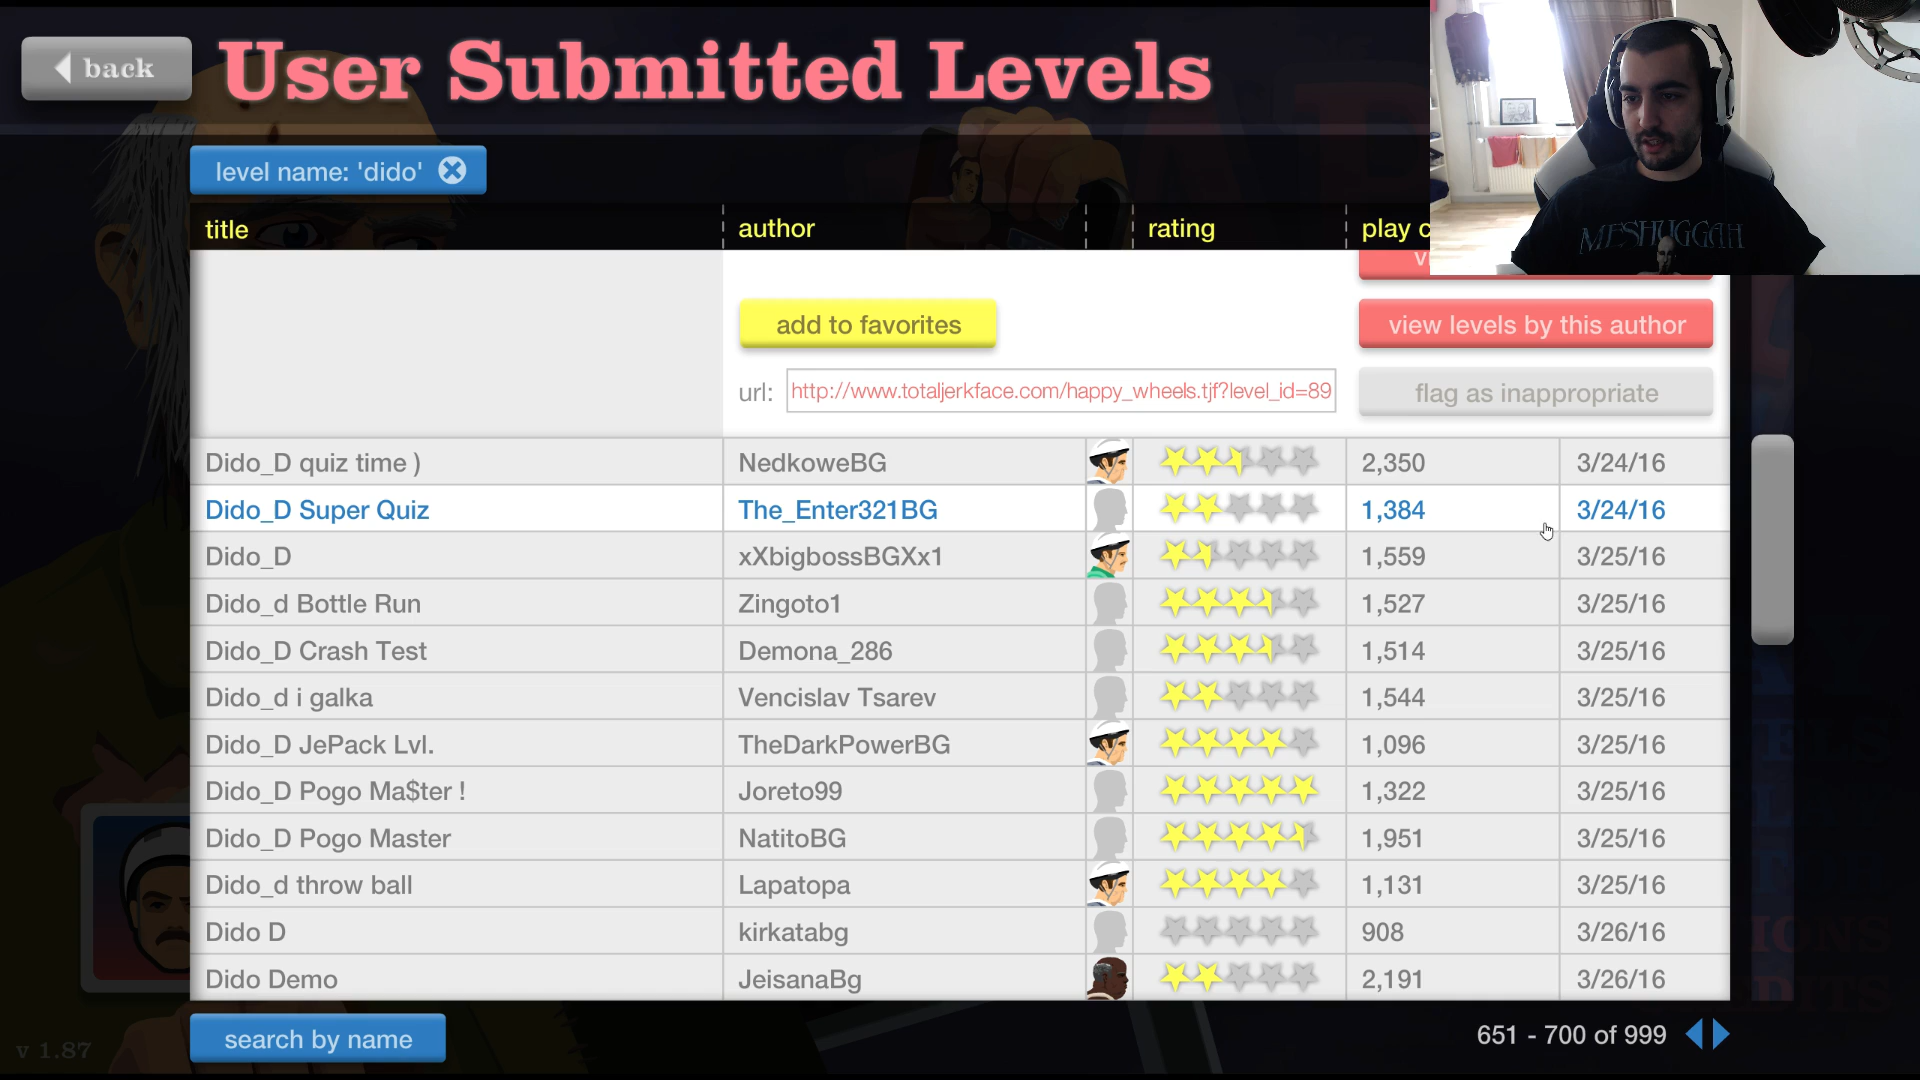 back
User Submitted Levels
level name: 'dido'
title author rating play c
MESHUGGAH
add to favorites
view levels by this author
url: http://www.totaljerkface.com/happy_wheels.tjf?level_id=89
flag as inappropriate
Dido_D quiz time ) NedkoweBG 2,350 3/24/16
Dido_D Super Quiz The_Enter321BG 1,384 3/24/16
Dido_D xXbigbossBGXx1 1,559 3/25/16
Dido_d Bottle Run Zingoto1 1,527 3/25/16
Dido_D Crash Test Demona_286 1,514 3/25/16
Dido_d i galka Vencislav Tsarev 1,544 3/25/16
Dido_D JePack Lvl. TheDarkPowerBG 1,096 3/25/16
Dido_D Pogo Ma$ter ! Joreto99 1,322 3/25/16
Dido_D Pogo Master NatitoBG 1,951 3/25/16
Dido_d throw ball Lapatopa 1,131 3/25/16
Dido D kirkatabg 908 3/26/16
Dido Demo JeisanaBg 2,191 3/26/16
search by name
651 - 700 of 999
v 1.87